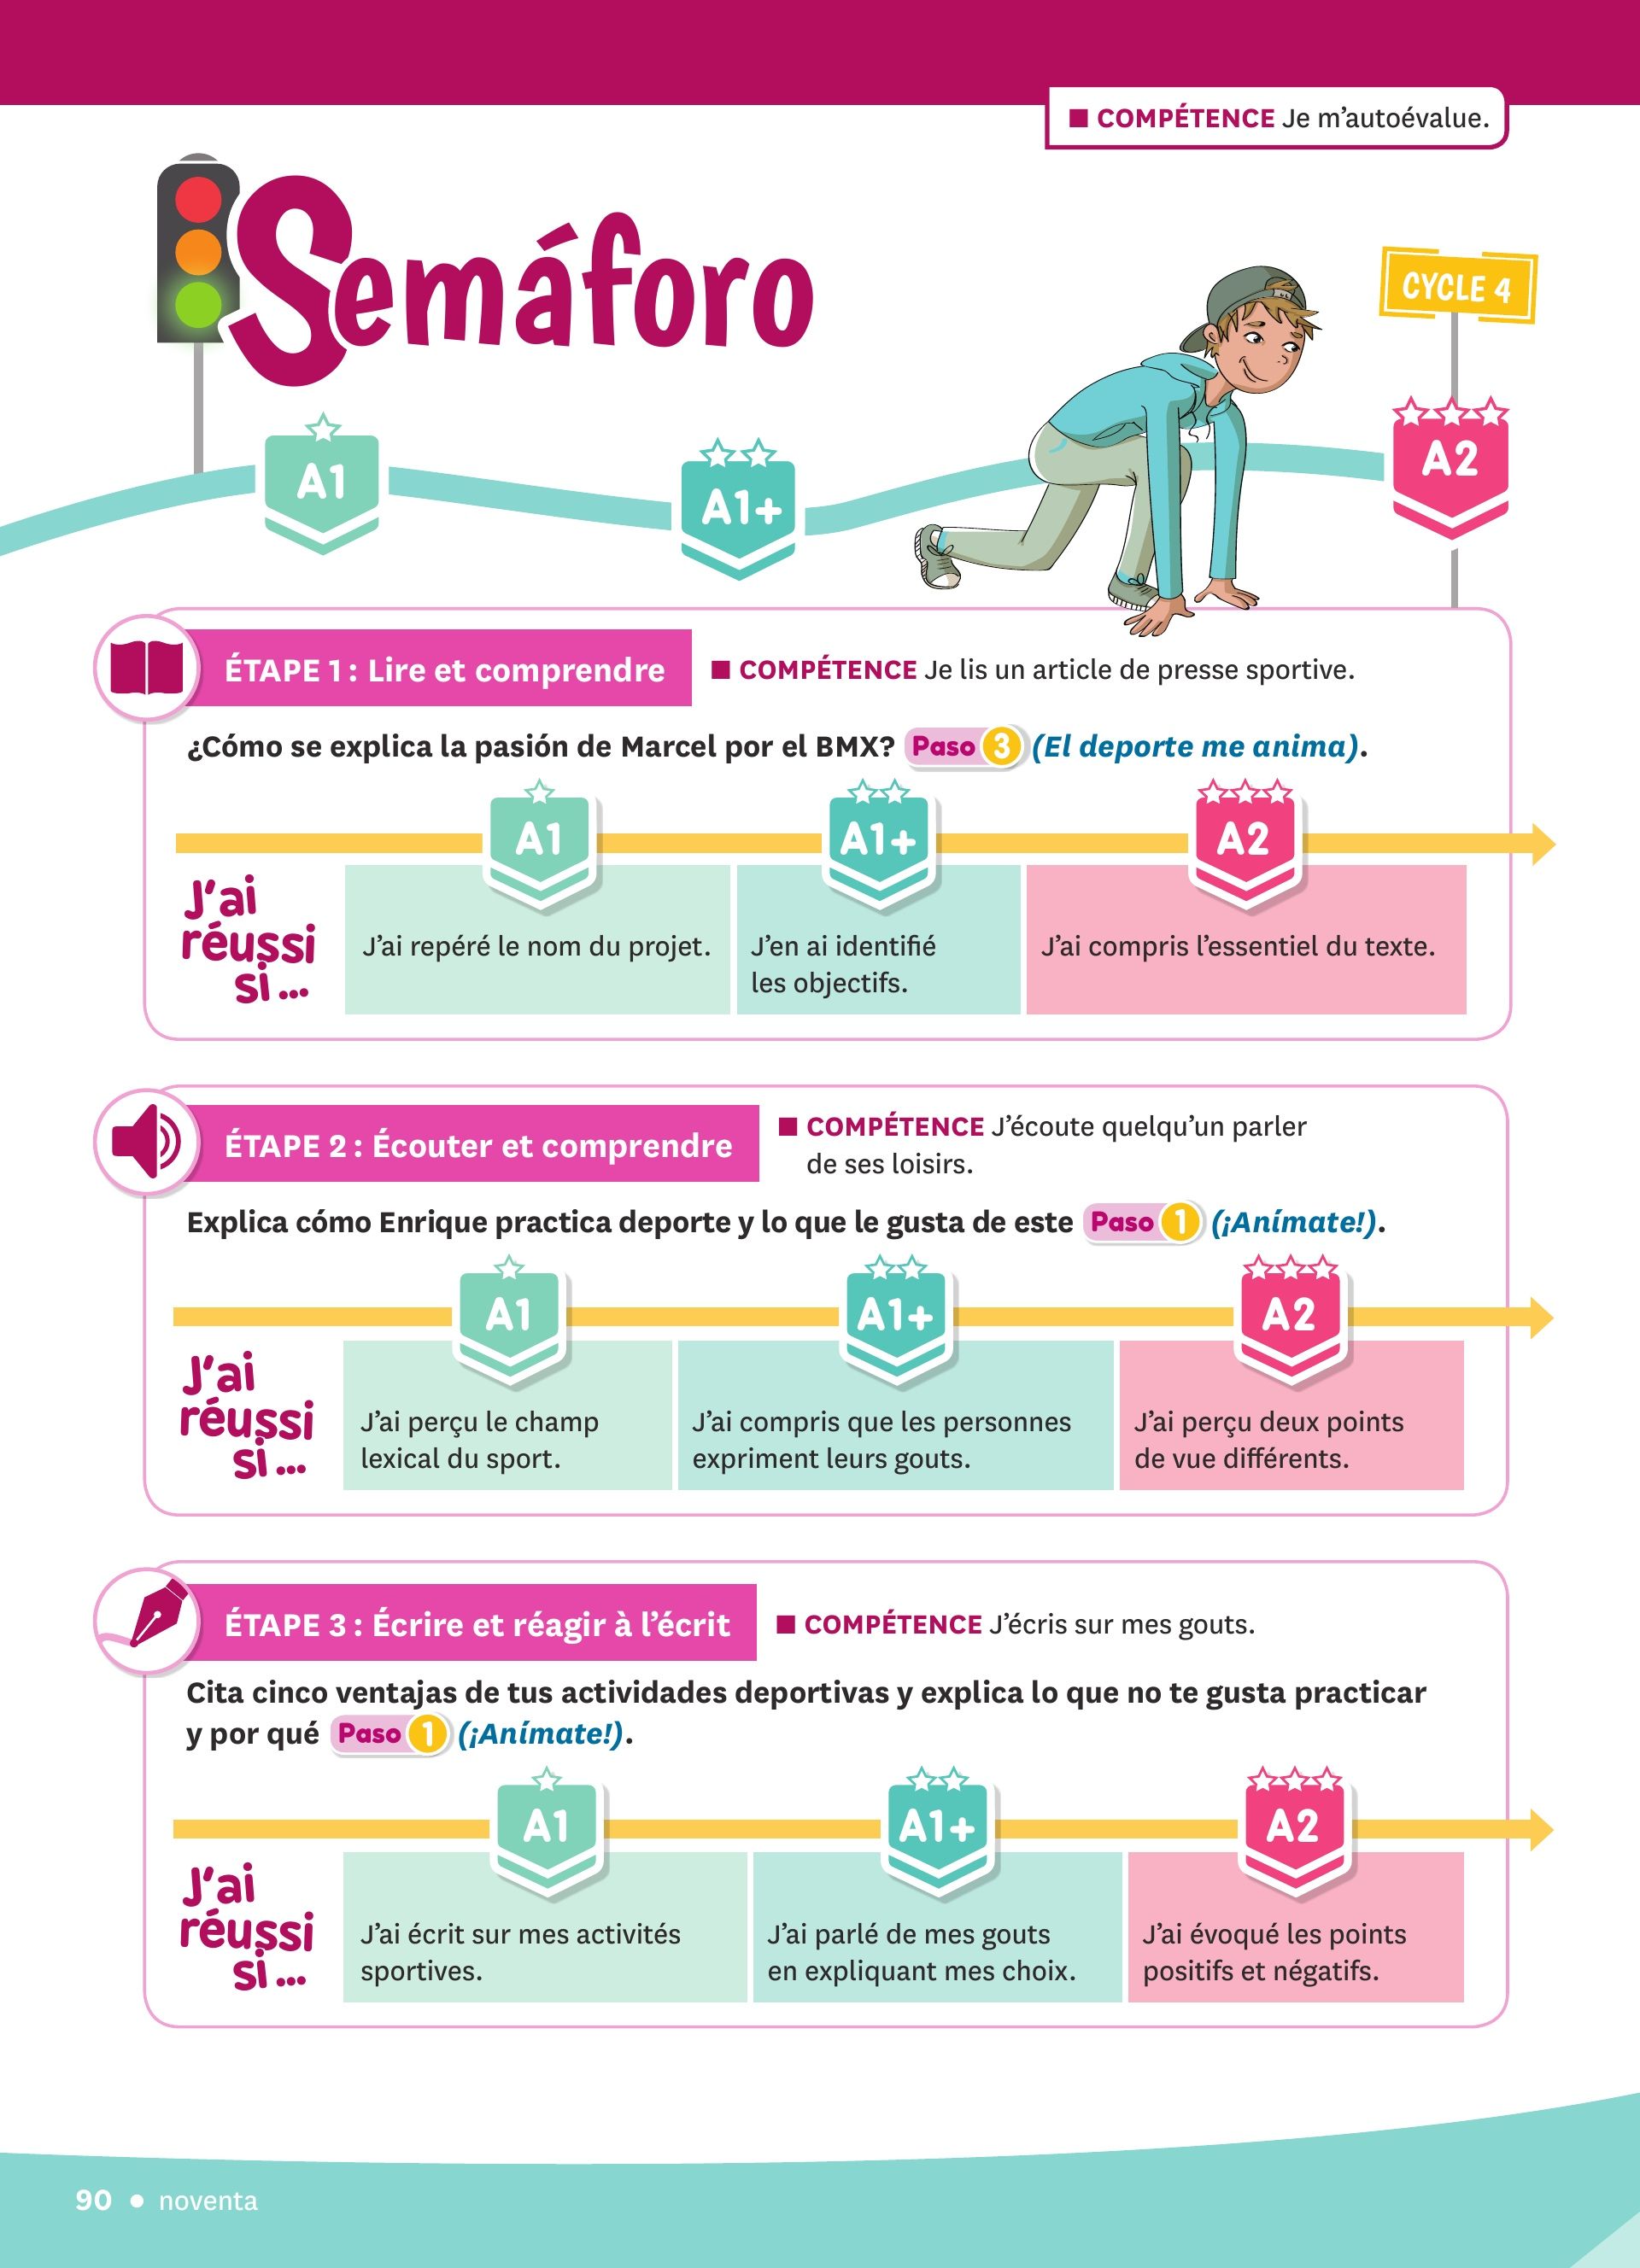 ■ COMPÉTENCE Je m’autoévalue.
Semáforo
CYCLE 4
A1
A1+
A2
ÉTAPE 1 : Lire et comprendre
■ COMPÉTENCE Je lis un article de presse sportive.
¿Cómo se explica la pasión de Marcel por el BMX? Paso 3 (El deporte me anima).
A1
A1+
A2
J’ai
réussi
si ...
J’ai repéré le nom du projet.
J’en ai identifié
les objectifs.
J’ai compris l’essentiel du texte.
ÉTAPE 2 : Écouter et comprendre
■ COMPÉTENCE J’écoute quelqu’un parler
de ses loisirs.
Explica cómo Enrique practica deporte y lo que le gusta de este Paso 1 (¡Anímate!).
A1
A1+
A2
J’ai
réussi
si ...
J’ai perçu le champ
lexical du sport.
J’ai compris que les personnes
expriment leurs gouts.
J’ai perçu deux points
de vue différents.
ÉTAPE 3 : Écrire et réagir à l’écrit
■ COMPÉTENCE J’écris sur mes gouts.
Cita cinco ventajas de tus actividades deportivas y explica lo que no te gusta practicar
y por qué Paso 1 (¡Anímate!).
A1
A1+
A2
J’ai
réussi
si ...
J’ai écrit sur mes activités
sportives.
J’ai parlé de mes gouts
en expliquant mes choix.
J’ai évoqué les points
positifs et négatifs.
90 • noventa